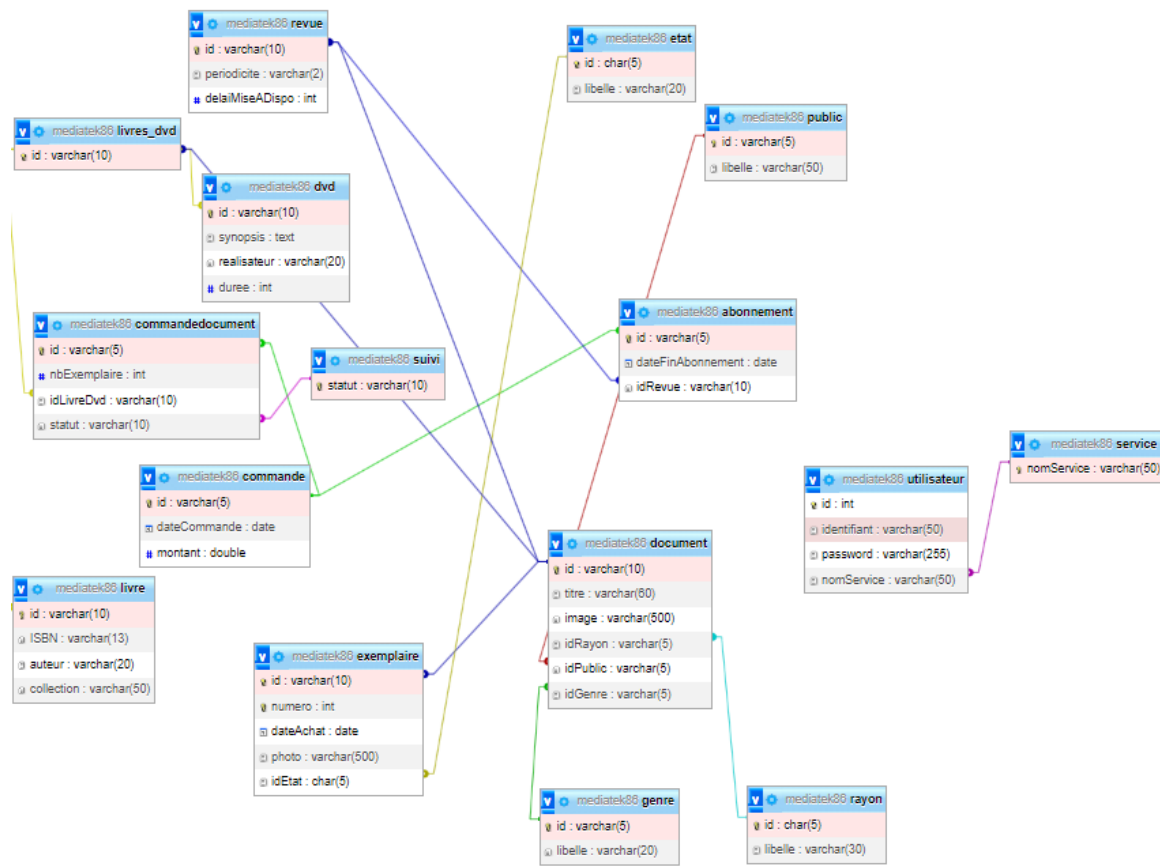 mediatek86 revue
id : varchar(10)
periodicite : varchar(2)
delaiMiseADispo : int
mediatek86 etat
id : char(5)
libelle : varchar(20)
mediatek86 public
id : varchar(5)
libelle : varchar(50)
mediatek86 livres_dvd
id : varchar(10)
mediatek86 dvd
id : varchar(10)
synopsis : text
realisateur : varchar(20)
duree : int
mediatek86 commandedocument
id : varchar(5)
nbExemplaire : int
idLivreDvd : varchar(10)
statut : varchar(10)
mediatek86 suivi
statut : varchar(10)
mediatek86 abonnement
id : varchar(5)
dateFinAbonnement : date
idRevue : varchar(10)
mediatek86 service
nomService : varchar(50)
mediatek86 utilisateur
id : int
identifiant : varchar(50)
password : varchar(255)
nomService : varchar(50)
mediatek86 commande
id : varchar(5)
dateCommande : date
montant : double
mediatek86 document
id : varchar(10)
titre : varchar(60)
image : varchar(500)
idRayon : varchar(5)
idPublic : varchar(5)
idGenre : varchar(5)
mediatek86 livre
id : varchar(10)
ISBN : varchar(13)
auteur : varchar(20)
collection : varchar(50)
mediatek86 exemplaire
id : varchar(10)
numero : int
dateAchat : date
photo : varchar(500)
idEtat : char(5)
mediatek86 genre
id : varchar(5)
libelle : varchar(20)
mediatek86 rayon
id : char(5)
libelle : varchar(30)